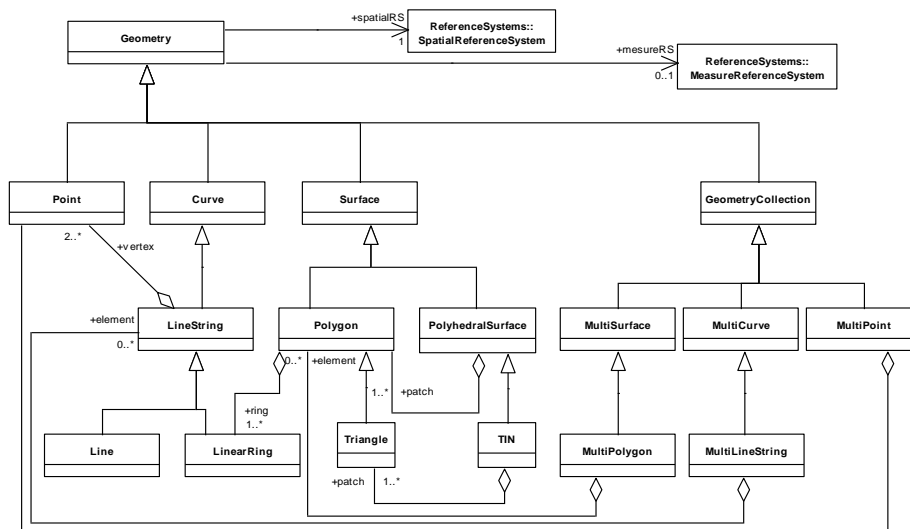 +spatialRS
Geometry
1
ReferenceSystems::
SpatialReferenceSystem
+mesureRS
0..1
ReferenceSystems::
MeasureReferenceSystem
Point
Curve
Surface
GeometryCollection
2..*
+vertex
+element
0..*
LineString
Polygon
PolyhedralSurface
MultiSurface
MultiCurve
MultiPoint
0..*
+element
1..*
+patch
+ring
1..*
Line
LinearRing
Triangle
TIN
MultiPolygon
MultiLineString
+patch
1..*